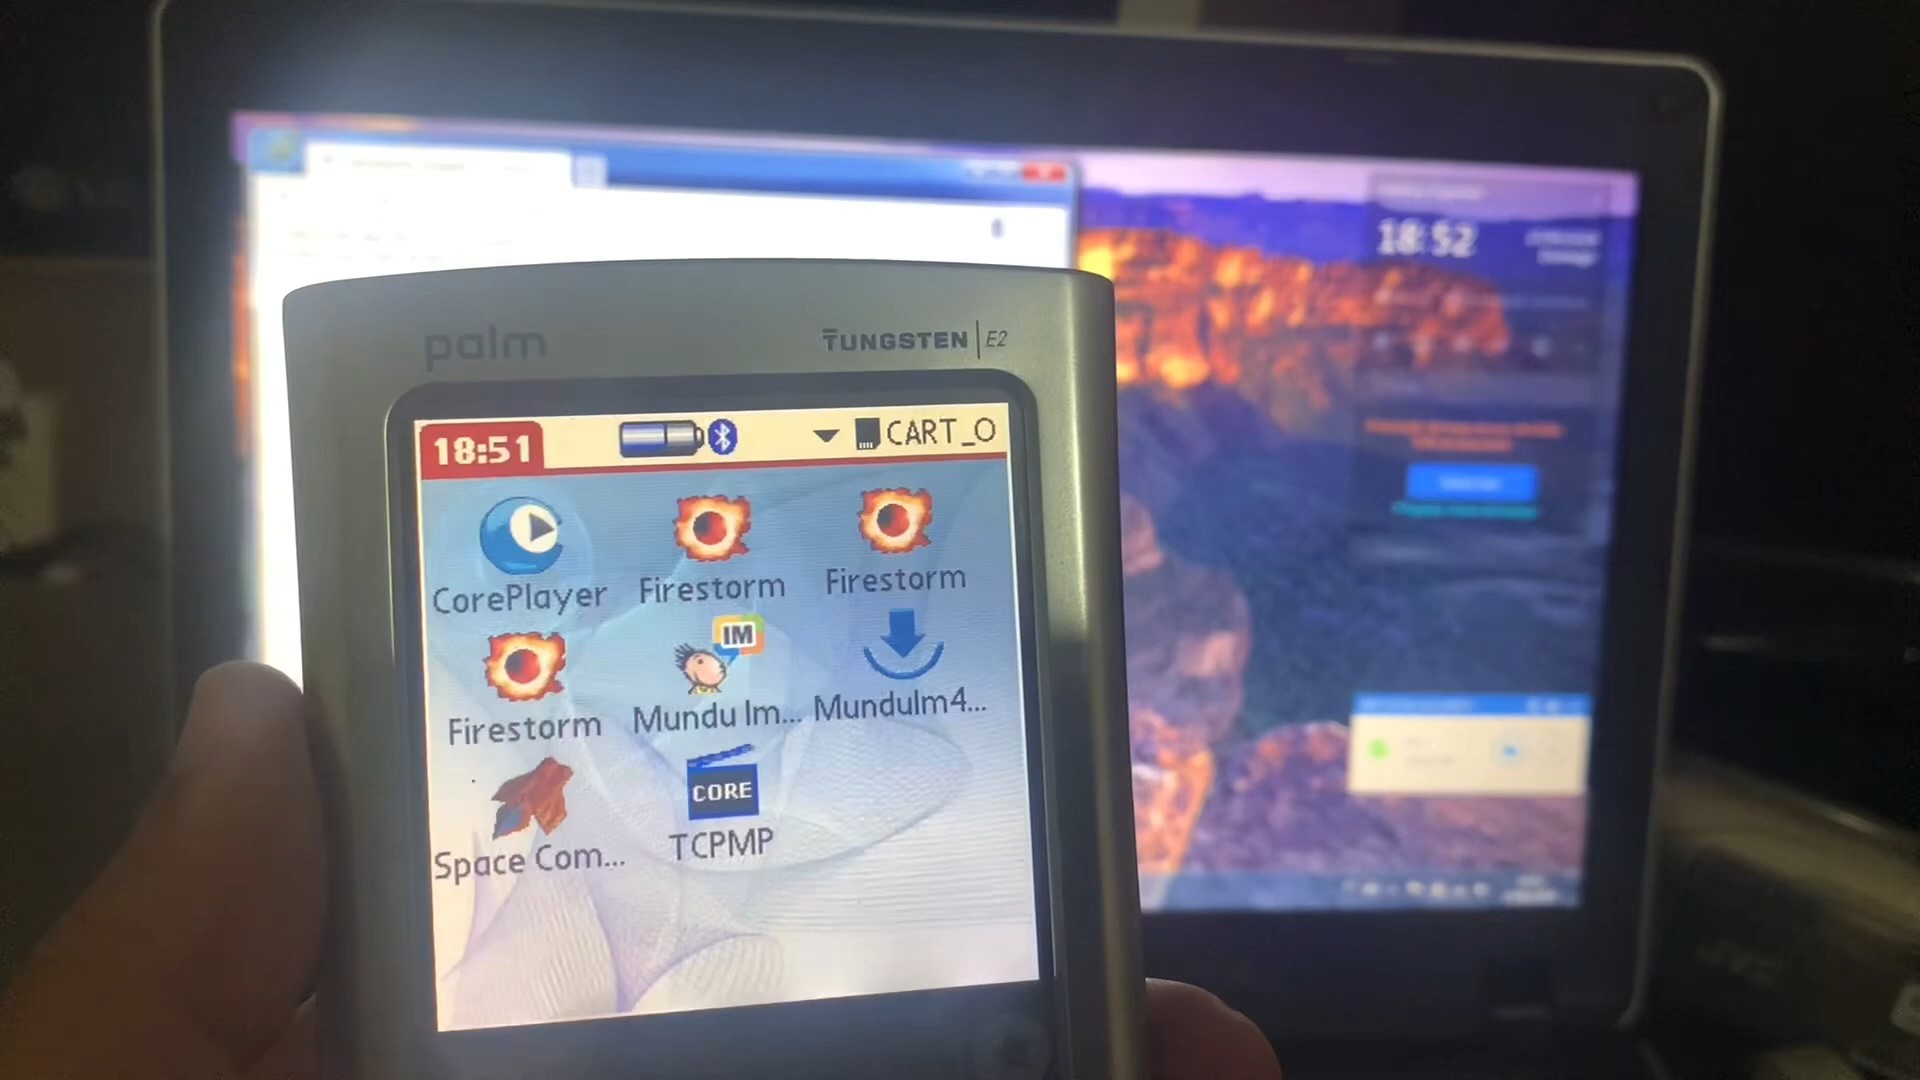 18:52
palm
TUNGSTEN | E2
18:51
CART_O
CorePlayer
Firestorm
Firestorm
IM
Firestorm
Mundu Im...
MunduIm4...
CORE
Space Com...
TCPMP
JVC